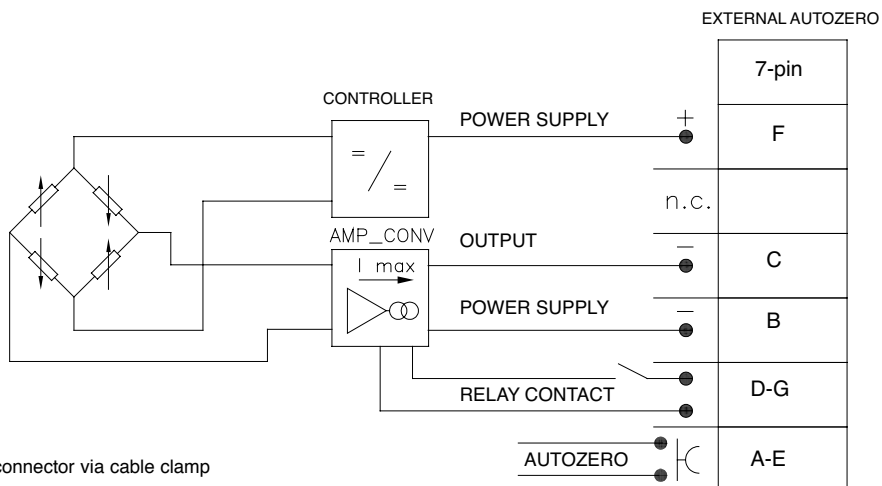 EXTERNAL AUTOZERO
7-pin
CONTROLLER
POWER SUPPLY
+
F
=
/
=
n.c.
AMP_CONV
OUTPUT
–
C
I max
POWER SUPPLY
–
B
RELAY CONTACT
D-G
connector via cable clamp
AUTOZERO
A-E